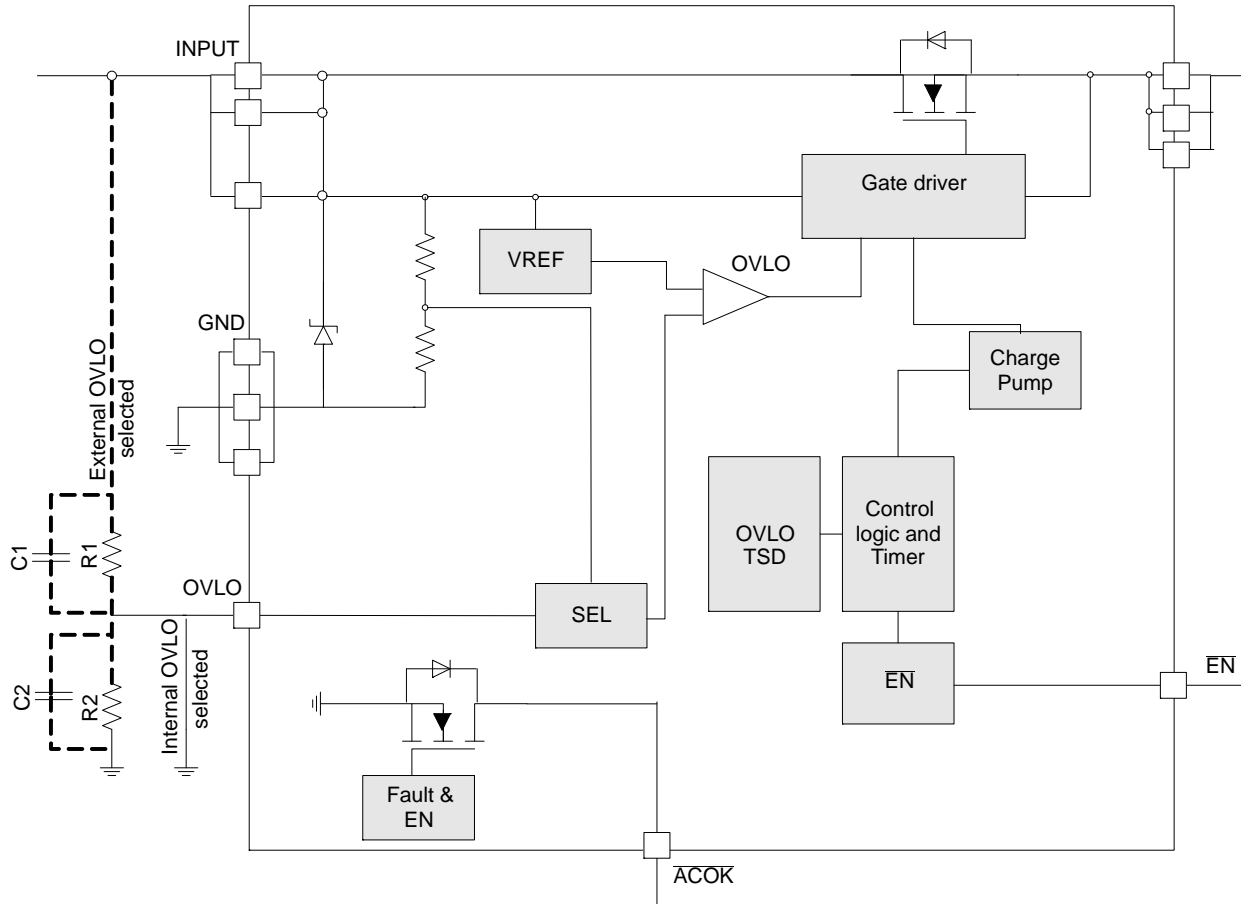 INPUT
Gate driver
VREF
OVLO
GND
Charge
Pump
External OVLO
selected
OVLO
TSD
Control
logic and
Timer
C1
R1
OVLO
SEL
EN
EN
C2
R2
Internal OVLO
selected
Fault &
EN
ACOK